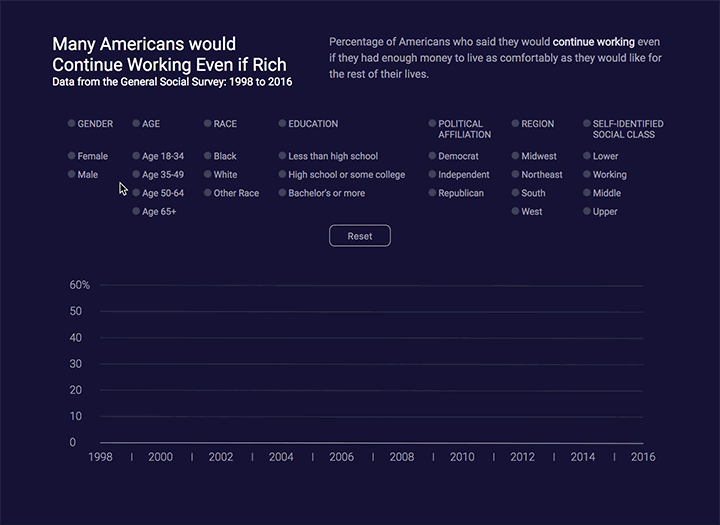 Many Americans would
Continue Working Even if Rich
Data from the General Social Survey: 1998 to 2016
Percentage of Americans who said they would continue working even
if they had enough money to live as comfortably as they would like for
the rest of their lives.
GENDER
Female
Male
AGE
Age 18-34
Age 35-49
Age 50-64
Age 65+
RACE
Black
White
Other Race
EDUCATION
Less than high school
High school or some college
Bachelor's or more
POLITICAL
AFFILIATION
Democrat
Independent
Republican
REGION
Midwest
Northeast
South
West
SELF-IDENTIFIED
SOCIAL CLASS
Lower
Working
Middle
Upper
Reset
60%
50
40
30
20
10
0
1998 | 2000 | 2002 | 2004 | 2006 | 2008 | 2010 | 2012 | 2014 | 2016